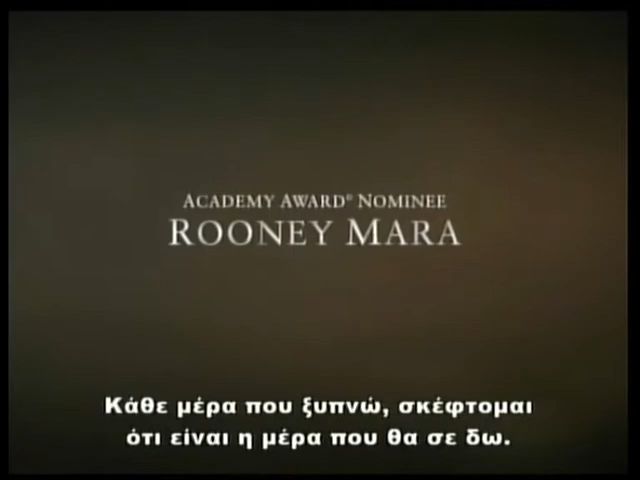 ACADEMY AWARD® NOMINEE
ROONEY MARA
Κάθε μέρα που ξυπνώ, σκέφτομαι
ότι είναι η μέρα που θα σε δω.